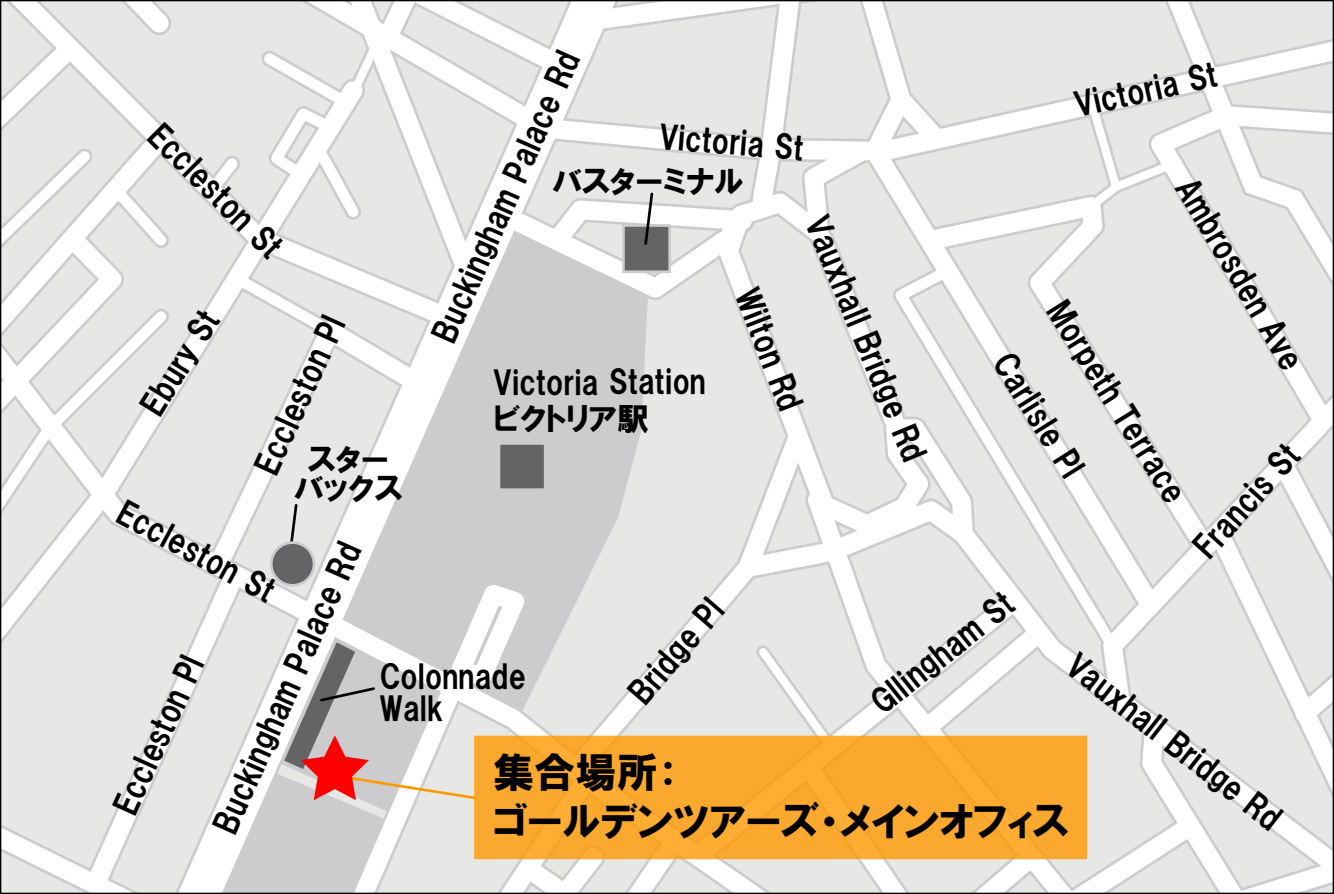 Victoria St
Buckingham Palace Rd
Victoria St
Eccleston St
バスターミナル
Ambrosden Ave
Vauxhall Bridge Rd
Wilton Rd
Morpeth Terrace
Ebury St
Eccleston Pl
Carlisle Pl
Victoria Station
ビクトリア駅
スター
バックス
Francis St
Eccleston St
Buckingham Palace Rd
Bridge Pl
Gllingham St
Eccleston Pl
Colonnade
Walk
Vauxhall Bridge Rd
集合場所：
ゴールデンツアーズ・メインオフィス